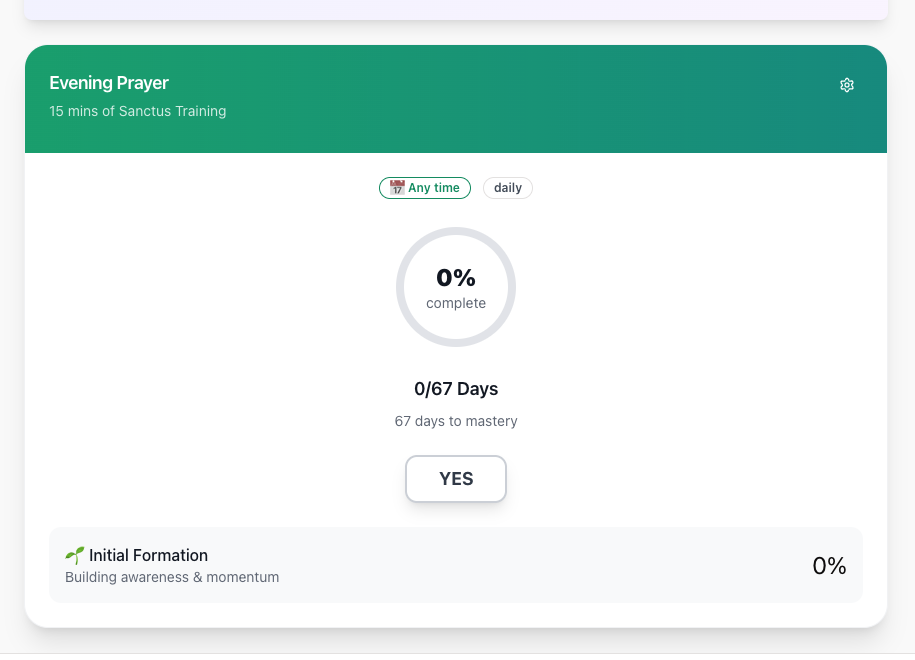 Evening Prayer
15 mins of Sanctus Training
📅 Any time
daily
0%
complete
0/67 Days
67 days to mastery
YES
🌱 Initial Formation
Building awareness & momentum
0%